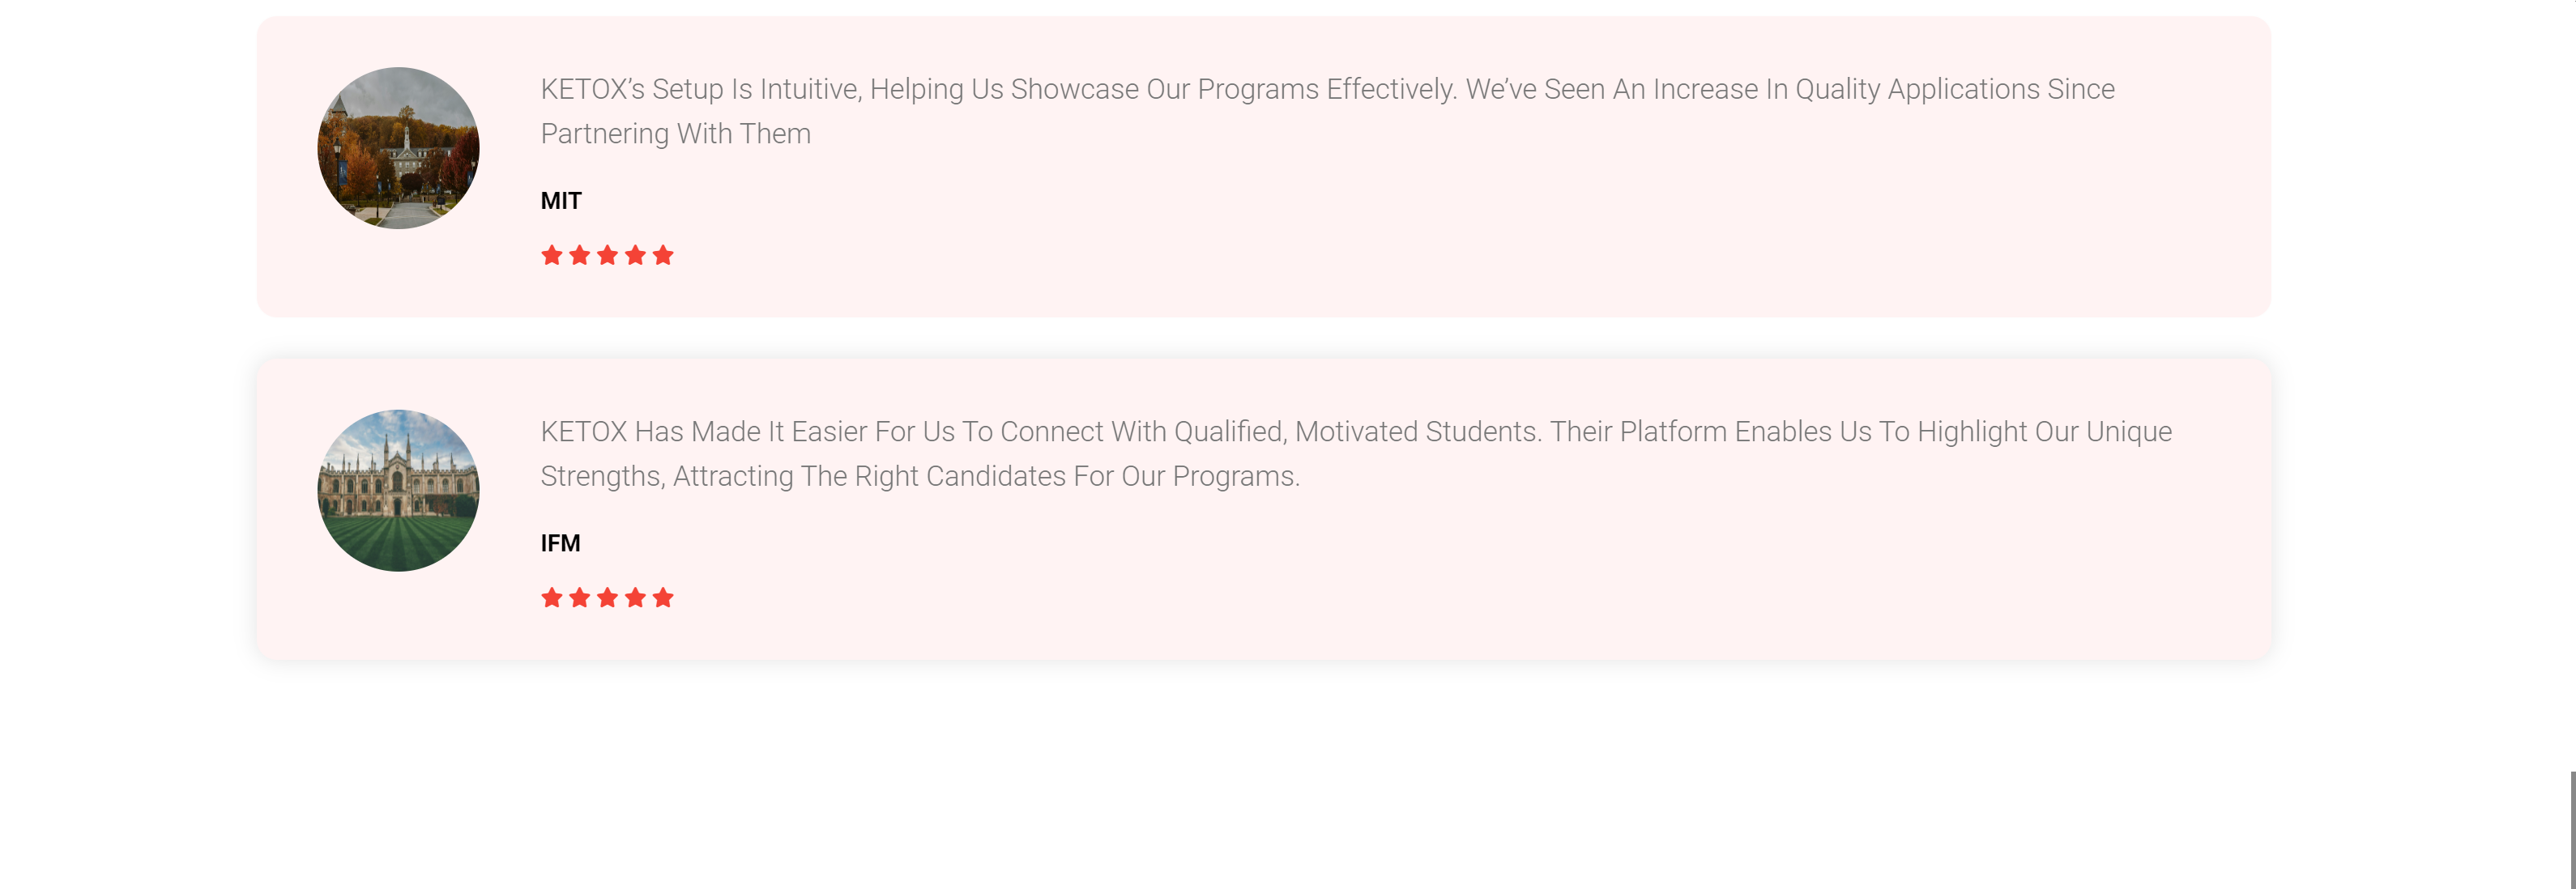 KETOX’s Setup Is Intuitive, Helping Us Showcase Our Programs Effectively. We’ve Seen An Increase In Quality Applications Since
Partnering With Them
MIT
KETOX Has Made It Easier For Us To Connect With Qualified, Motivated Students. Their Platform Enables Us To Highlight Our Unique
Strengths, Attracting The Right Candidates For Our Programs.
IFM